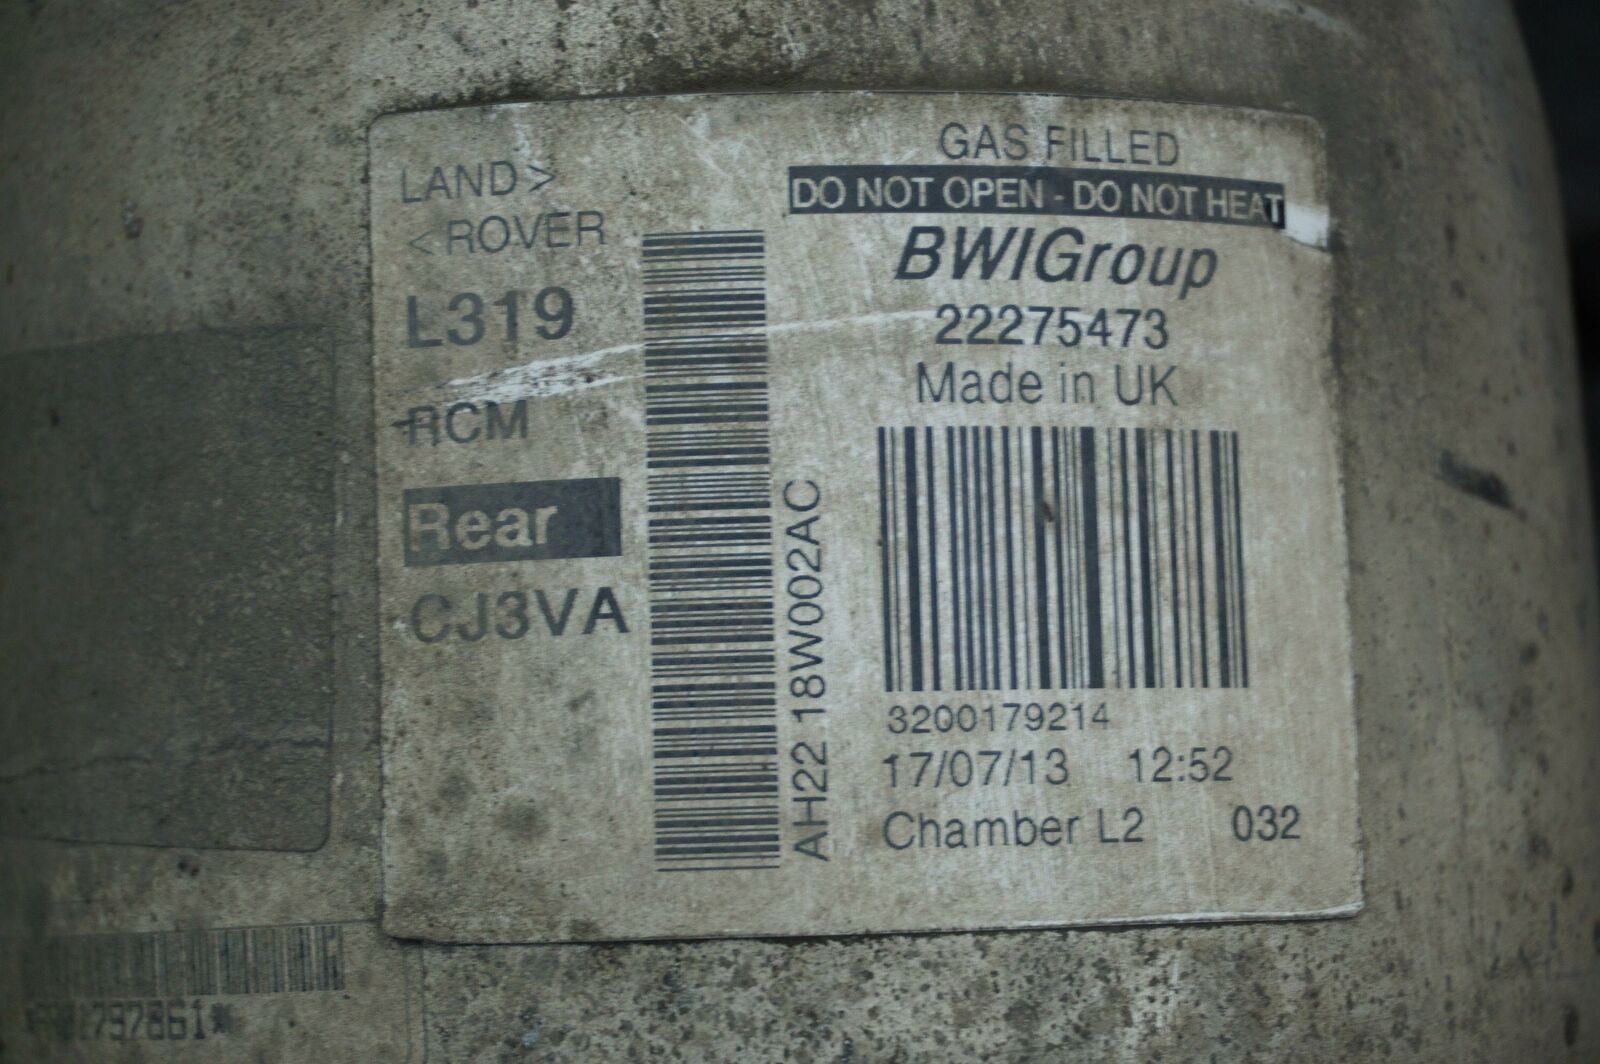 LAND>
<ROVER
L319
RCM
Rear
CJ3VA
AH22 18W002AC
GAS FILLED
DO NOT OPEN - DO NOT HEAT
BWIGroup
22275473
Made in UK
3200179214
17/07/13 12:52
Chamber L2 032